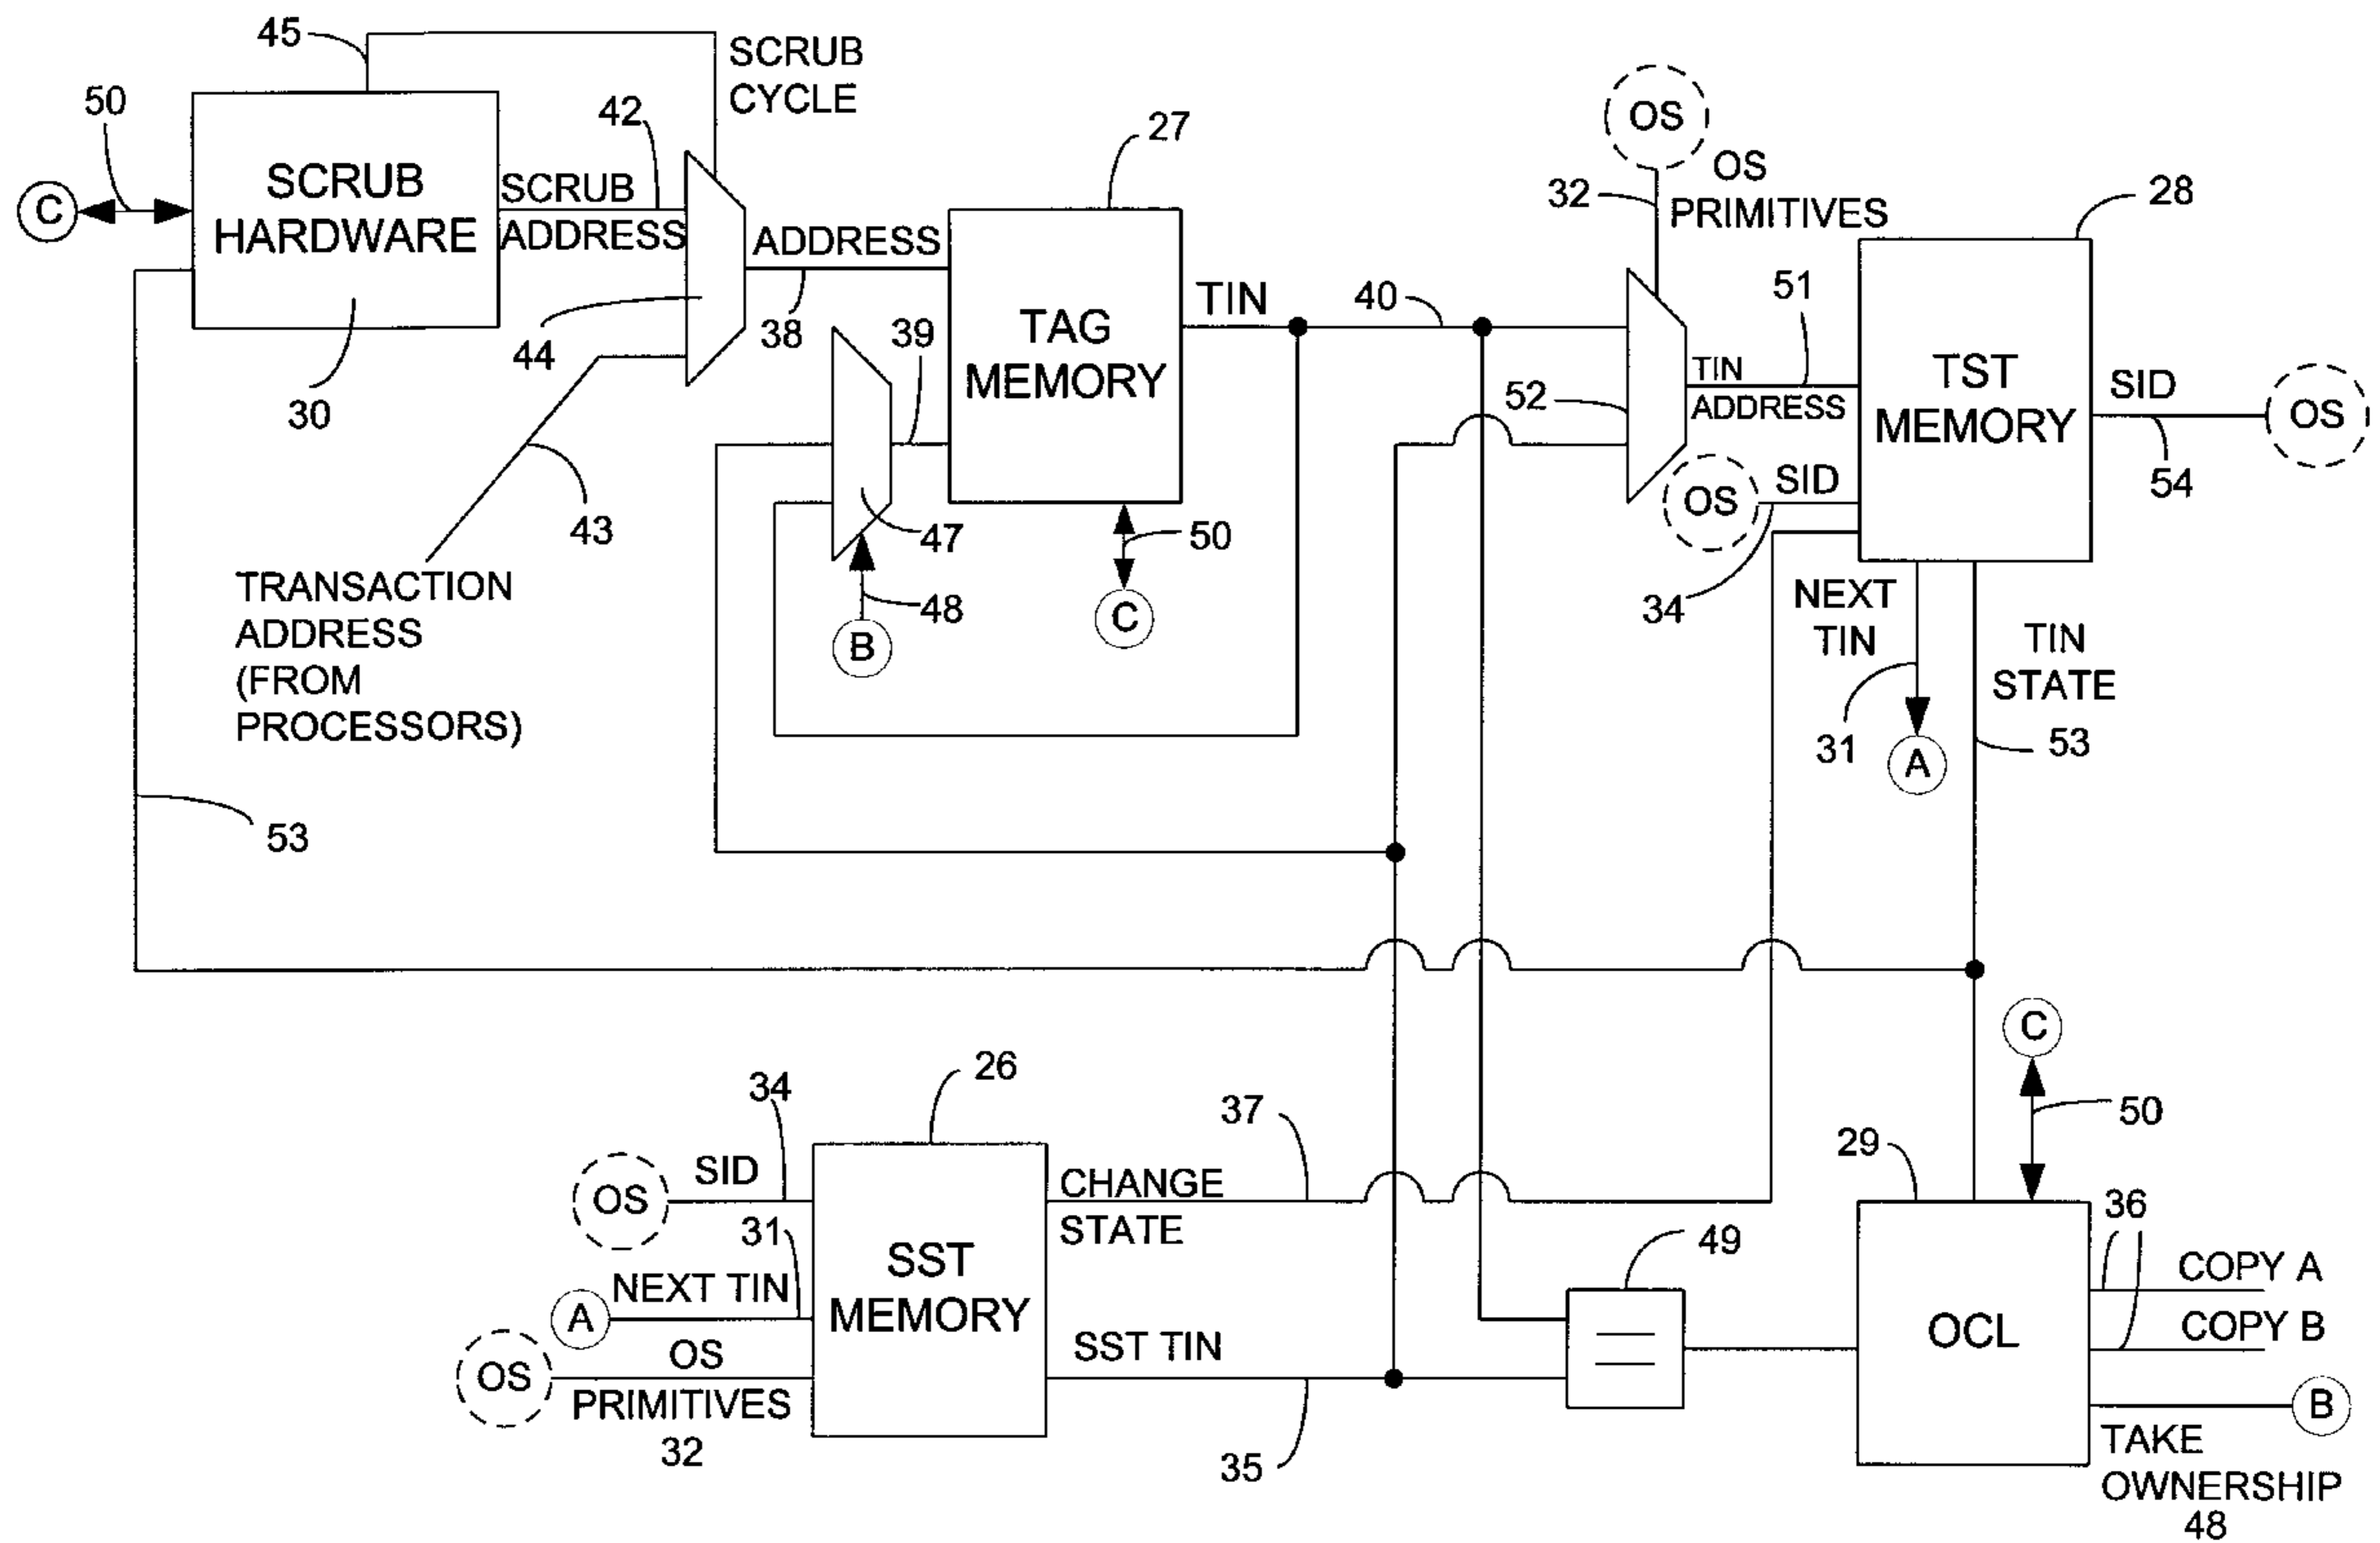 45
SCRUB
CYCLE
50
C
SCRUB
HARDWARE
30
42
SCRUB
ADDRESS
44
43
TRANSACTION
ADDRESS
(FROM
PROCESSORS)
53
ADDRESS
38
39
27
TAG
MEMORY
47
48
B
50
C
TIN
40
OS
32
OS
PRIMITIVES
52
TIN
ADDRESS
51
28
TST
MEMORY
SID
54
OS
OS
SID
34
NEXT
TIN
31
A
TIN
STATE
53
26
34
OS
SID
31
A
NEXT TIN
OS
OS
PRIMITIVES
32
SST
MEMORY
37
CHANGE
STATE
SST TIN
35
49
C
50
29
OCL
36
COPY A
COPY B
B
TAKE
OWNERSHIP
48